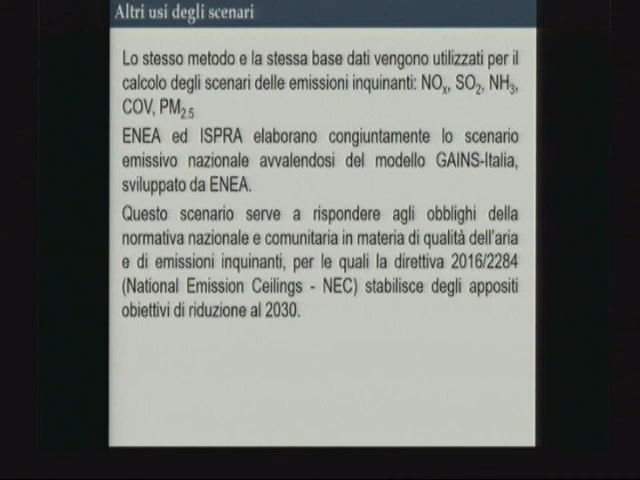 Altri usi degli scenari
Lo stesso metodo e la stessa base dati vengono utilizzati per il
calcolo degli scenari delle emissioni inquinanti: NOx, SO2, NH3,
COV, PM2.5
ENEA ed ISPRA elaborano congiuntamente lo scenario
emissivo nazionale avvalendosi del modello GAINS-Italia,
sviluppato da ENEA.
Questo scenario serve a rispondere agli obblighi della
normativa nazionale e comunitaria in materia di qualità dell'aria
e di emissioni inquinanti, per le quali la direttiva 2016/2284
(National Emission Ceilings - NEC) stabilisce degli appositi
obiettivi di riduzione al 2030.